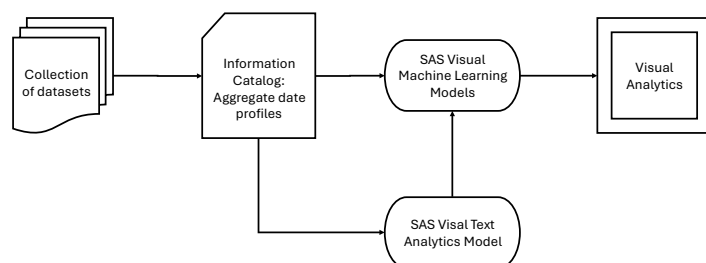 Collection
of datasets
Information
Catalog:
Aggregate date
profiles
SAS Visual
Machine Learning
Models
Visual
Analytics
SAS Visal Text
Analytics Model